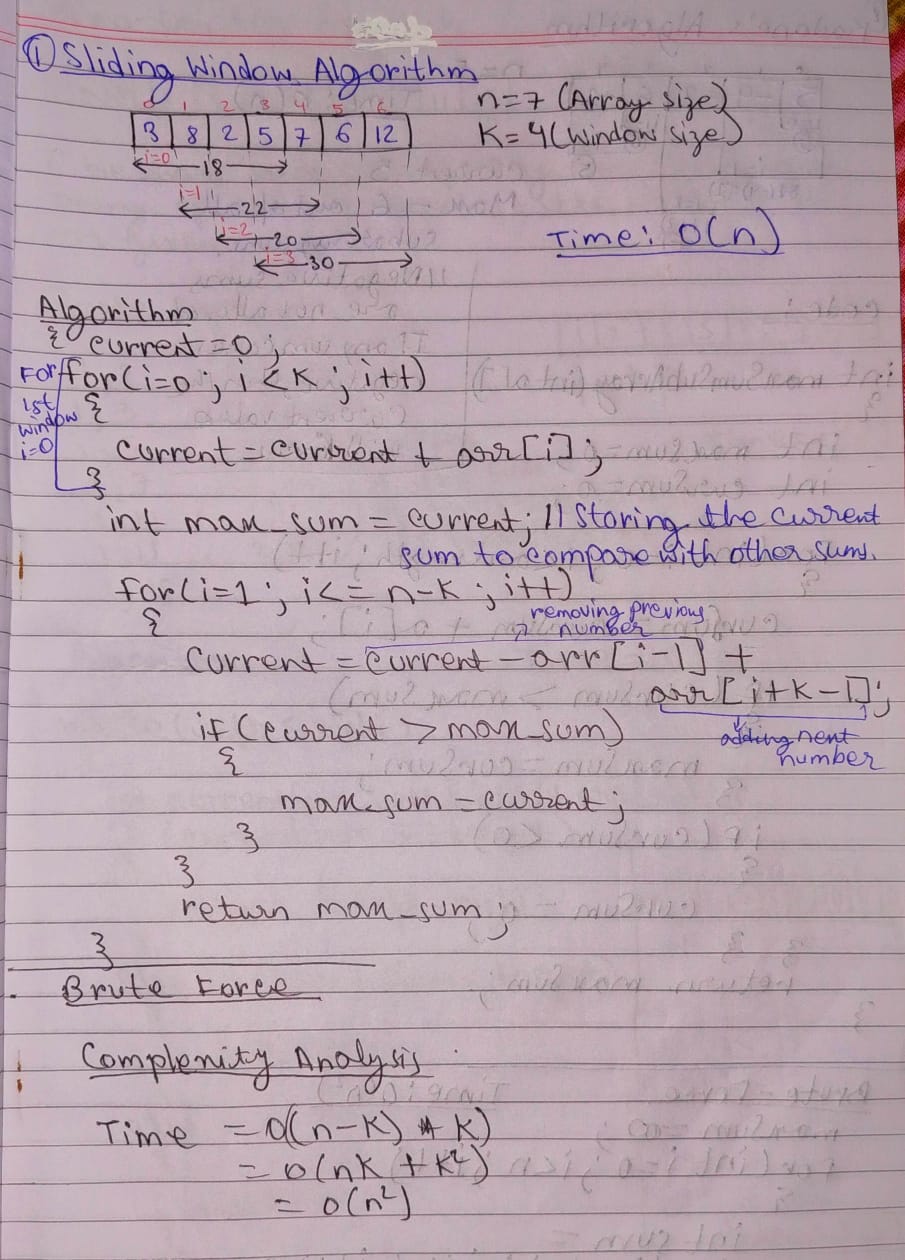 ① Sliding Window Algorithm
n=7 (Array size)
K=4 (Window size)
0 1 2 3 4 5 6
3 8 2 5 7 6 12
i=0 18
i=1 22
i=2 20
i=3 30
Time: O(n)
Algorithm
{ current = 0;
For 1st window i=0
for(i=0; i<K; i++)
{
current = current + arr[i];
}
int max_sum = current; // Storing the current
sum to compare with other sums.
for(i=1; i<=n-K; i++)
{
removing previous
number
current = current - arr[i-1] +
arr[i+K-1];
adding next
number
if (current > max_sum)
{
max_sum = current;
}
}
return max_sum;
}
Brute Force
Complexity Analysis
Time = O((n-K) * K)
= O(nK + K²)
= O(n²)